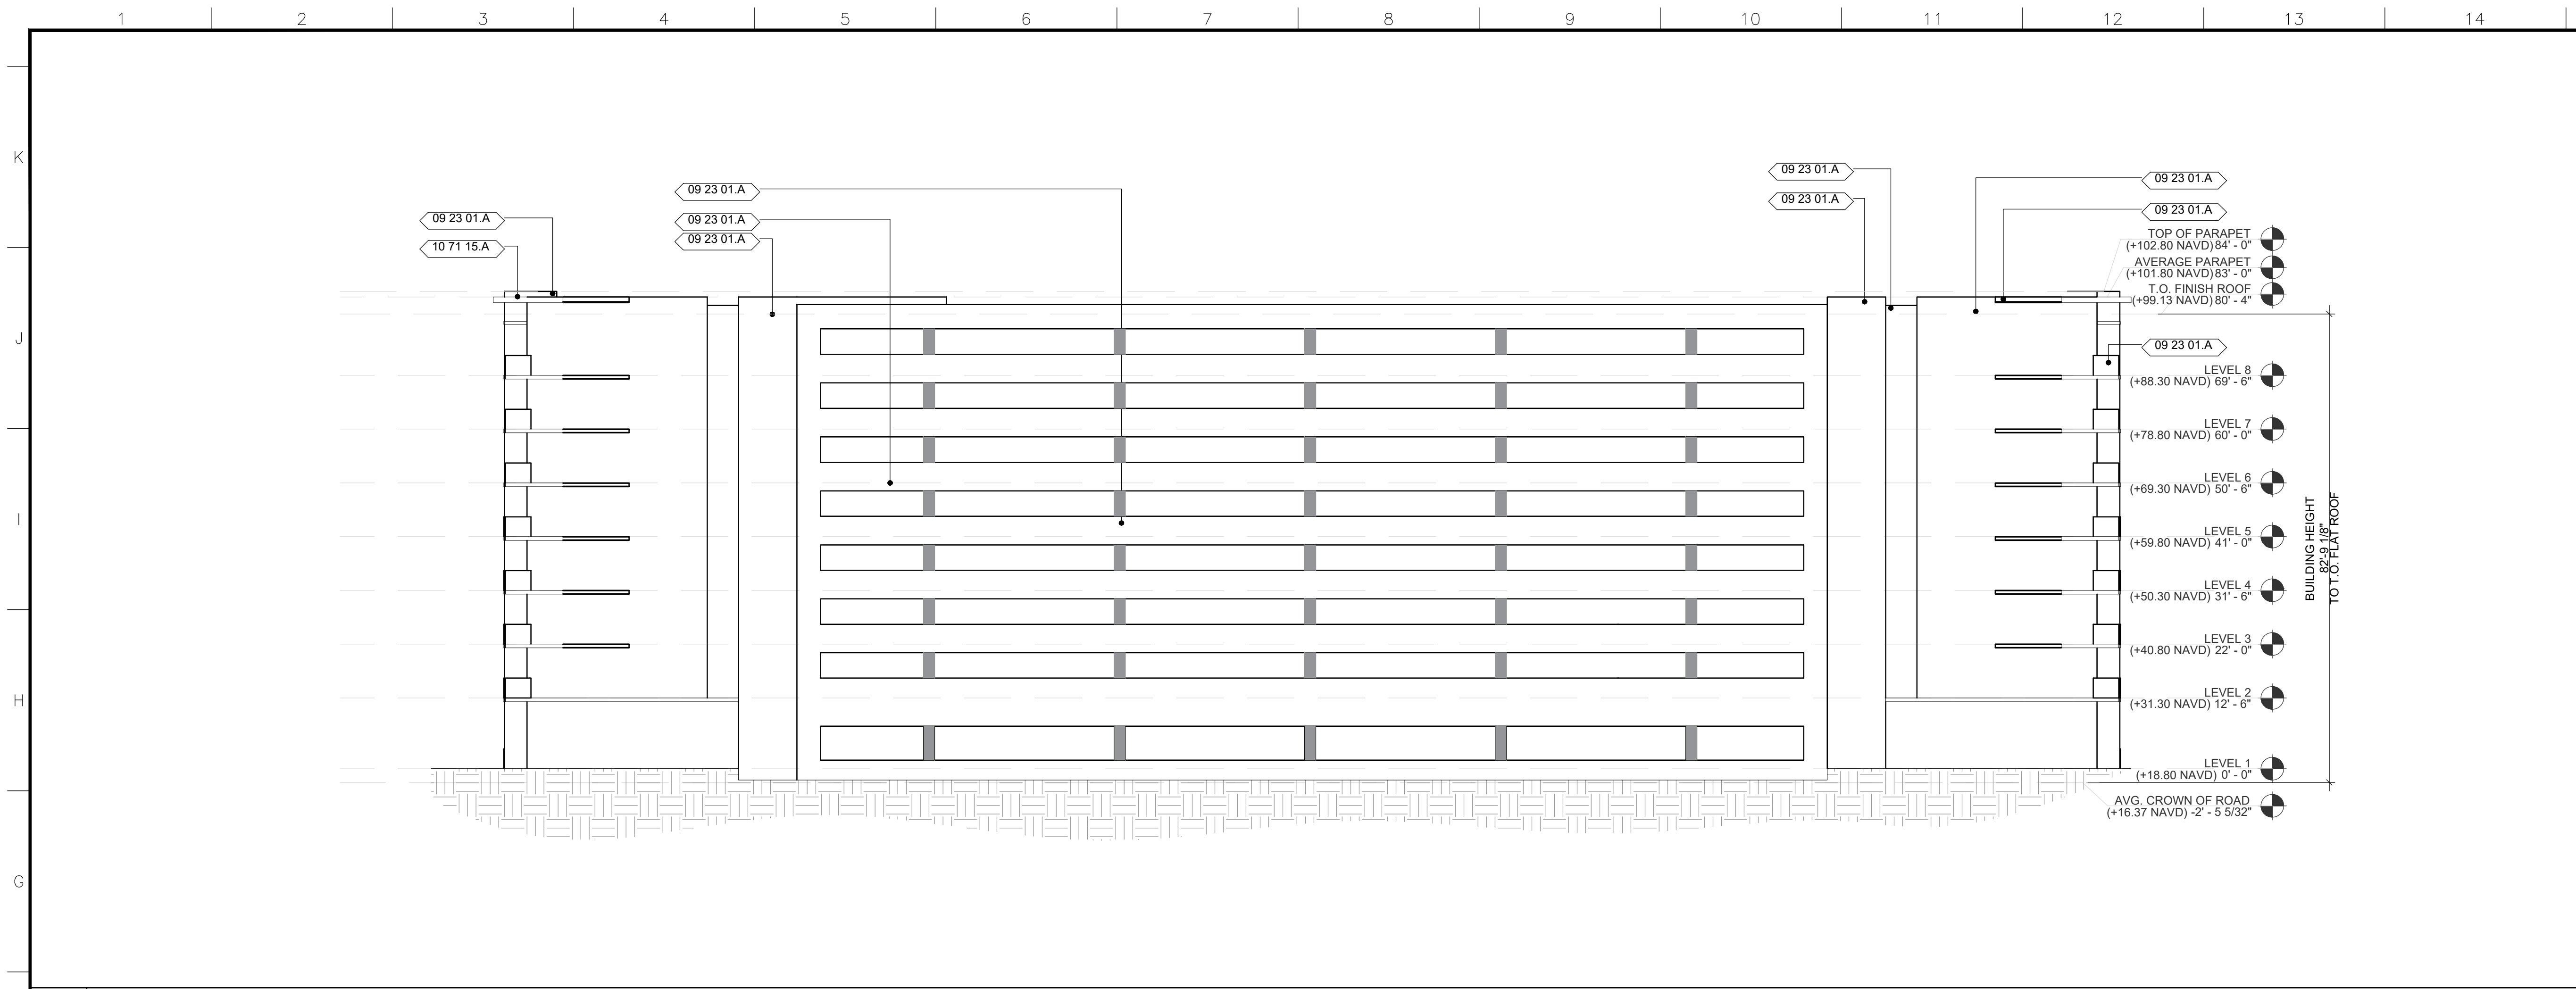 1 2 3 4 5 6 7 8 9 10 11 12 13 14
K
J
I
H
G
09 23 01.A
10 71 15.A
09 23 01.A
09 23 01.A
09 23 01.A
09 23 01.A
09 23 01.A
09 23 01.A
09 23 01.A
TOP OF PARAPET
(+102.80 NAVD) 84' - 0"
AVERAGE PARAPET
(+101.80 NAVD) 83' - 0"
T.O. FINISH ROOF
(+99.13 NAVD) 80' - 4"
09 23 01.A
LEVEL 8
(+88.30 NAVD) 69' - 6"
LEVEL 7
(+78.80 NAVD) 60' - 0"
LEVEL 6
(+69.30 NAVD) 50' - 6"
LEVEL 5
(+59.80 NAVD) 41' - 0"
LEVEL 4
(+50.30 NAVD) 31' - 6"
LEVEL 3
(+40.80 NAVD) 22' - 0"
LEVEL 2
(+31.30 NAVD) 12' - 6"
LEVEL 1
(+18.80 NAVD) 0' - 0"
AVG. CROWN OF ROAD
(+16.37 NAVD) -2' - 5 5/32"
BUILDING HEIGHT
82'-9 1/8"
TO T.O. FLAT ROOF